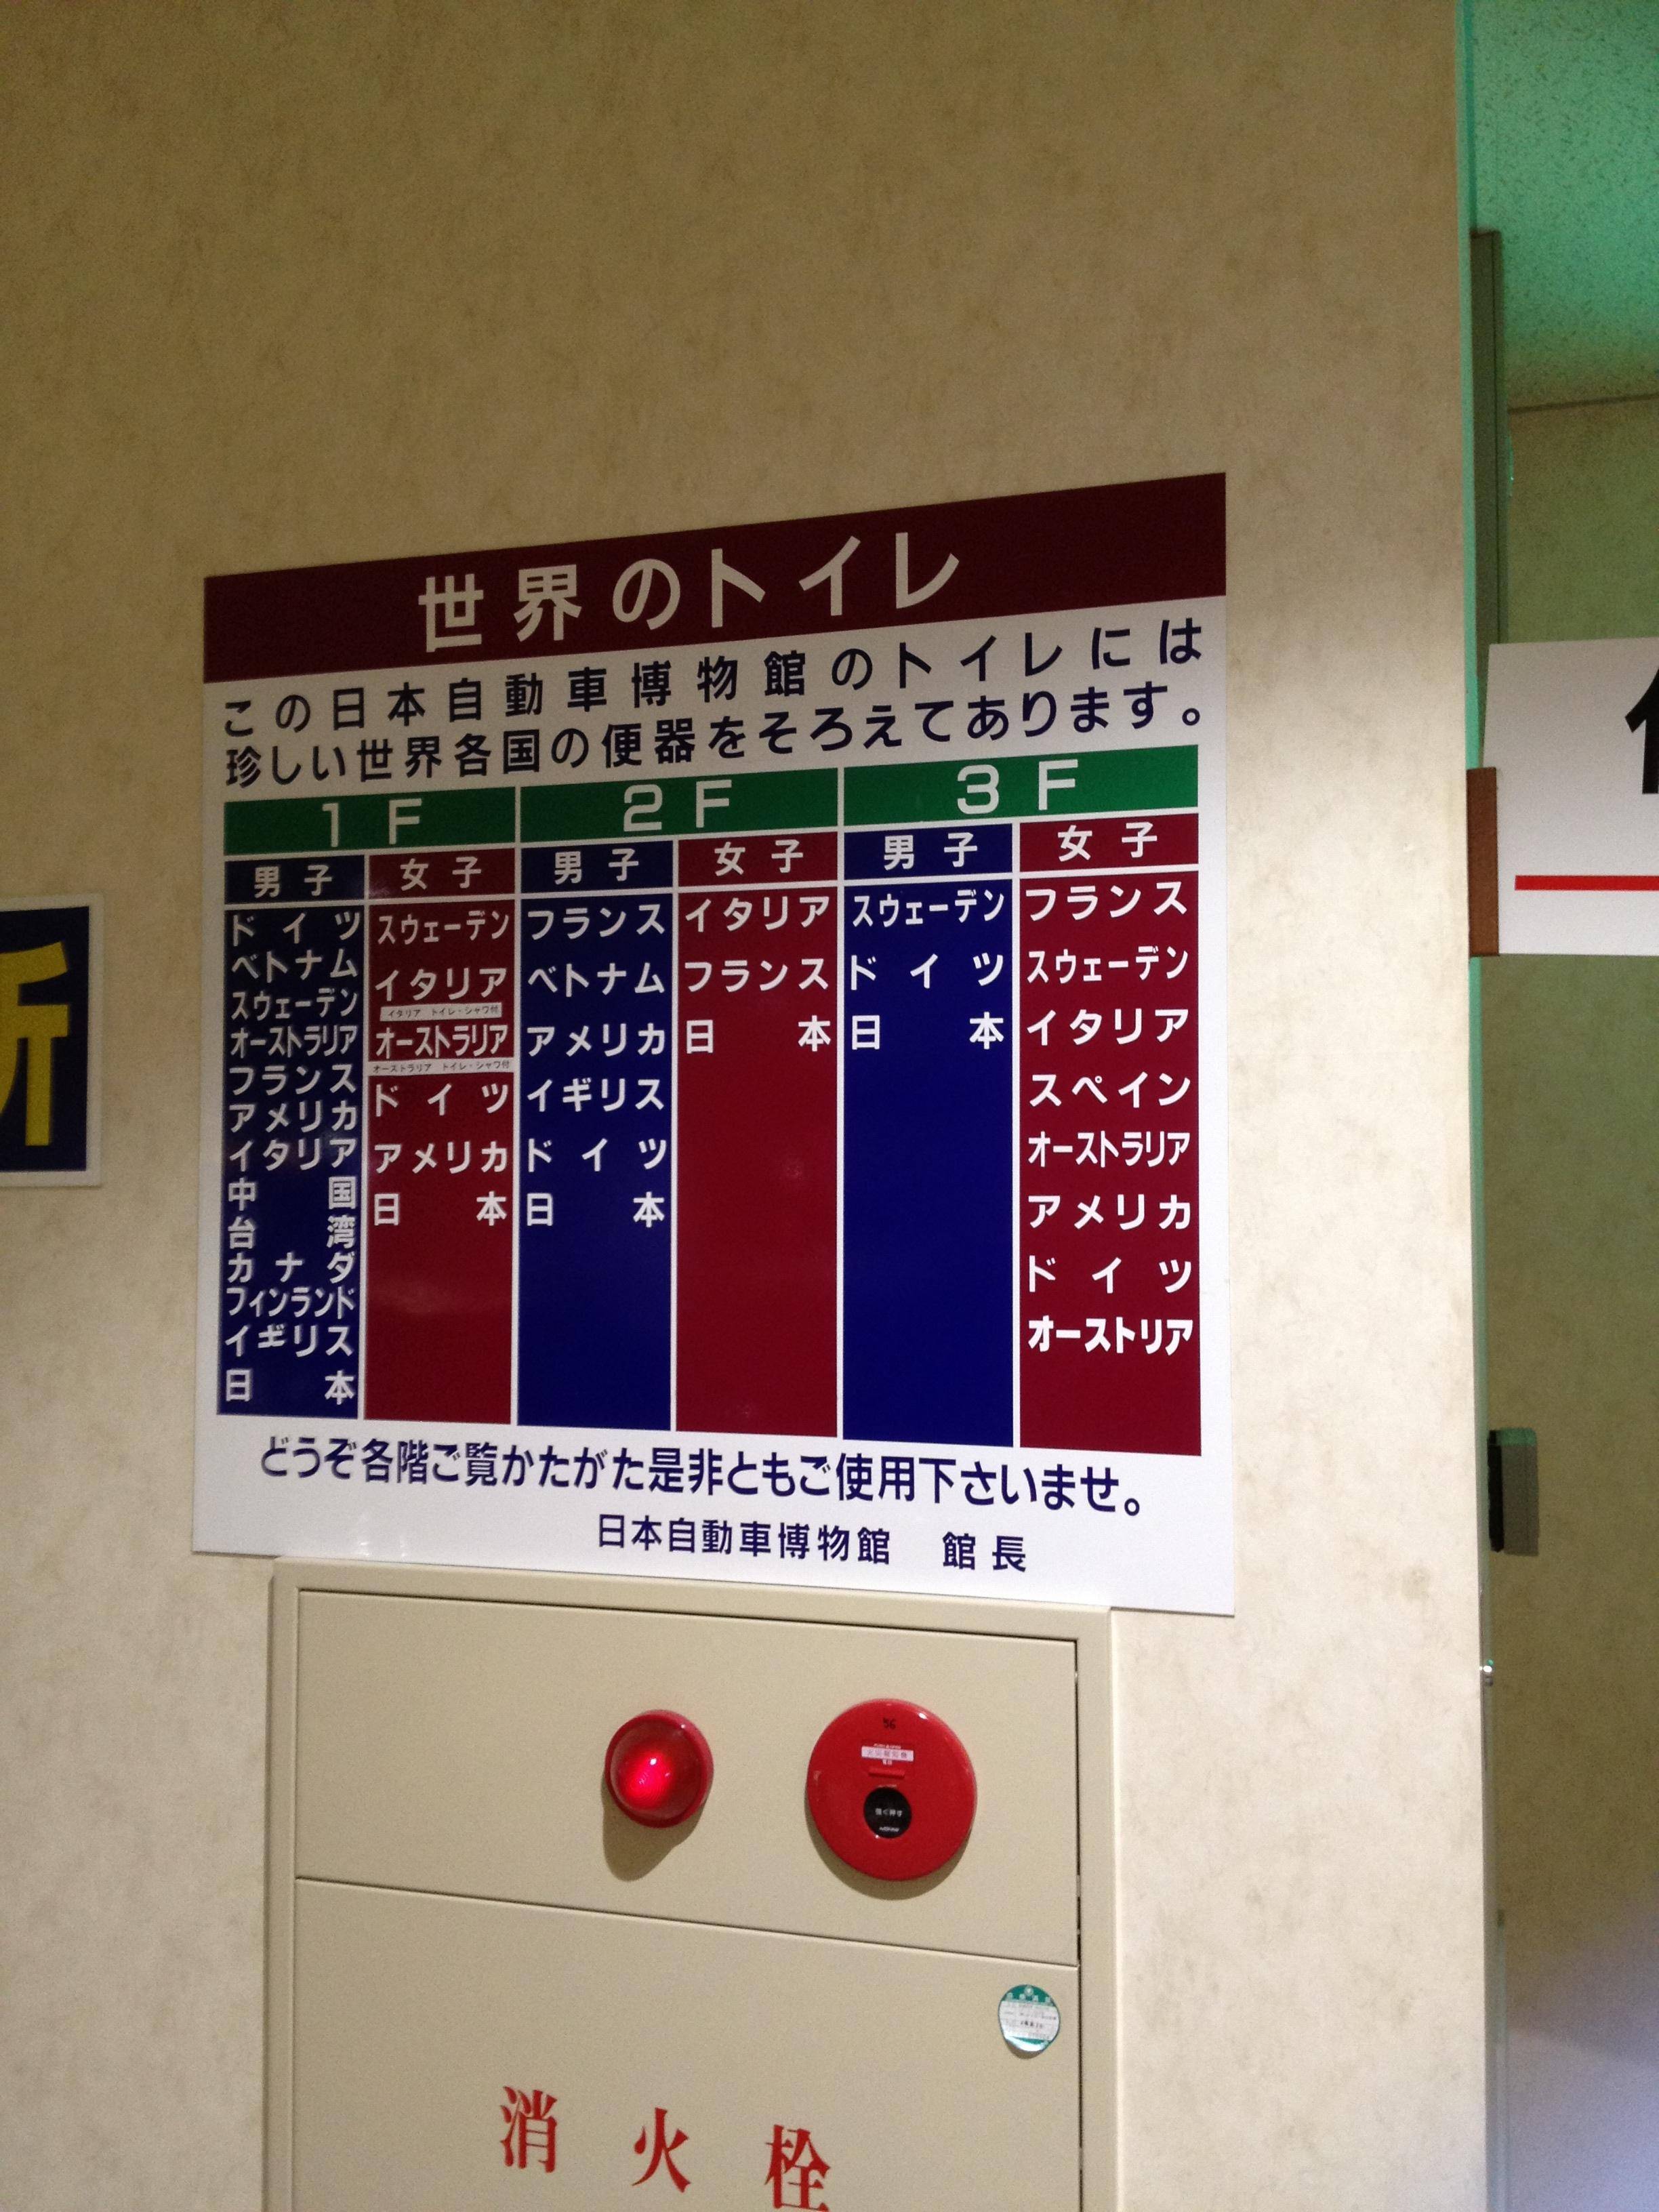 世界のトイレ
この日本自動車博物館のトイレには
珍しい世界各国の便器をそろえてあります。
1F 2F 3F
男子 女子 男子 女子 男子 女子
ドイツ
ベトナム
スウェーデン
オーストラリア
フランス
アメリカ
イタリア
中国
台湾
カナダ
フィンランド
イギリス
日本
スウェーデン
イタリア
イタリア トイレ・シャワ付
オーストラリア
オーストラリア トイレ・シャワ付
ドイツ
アメリカ
日本
フランス
ベトナム
アメリカ
イギリス
ドイツ
日本
イタリア
フランス
日本
スウェーデン
ドイツ
日本
フランス
スウェーデン
イタリア
スペイン
オーストラリア
アメリカ
ドイツ
オーストリア
どうぞ各階ご覧かたがた是非ともご使用下さいませ。
日本自動車博物館 館長
56
強く押す
消火栓